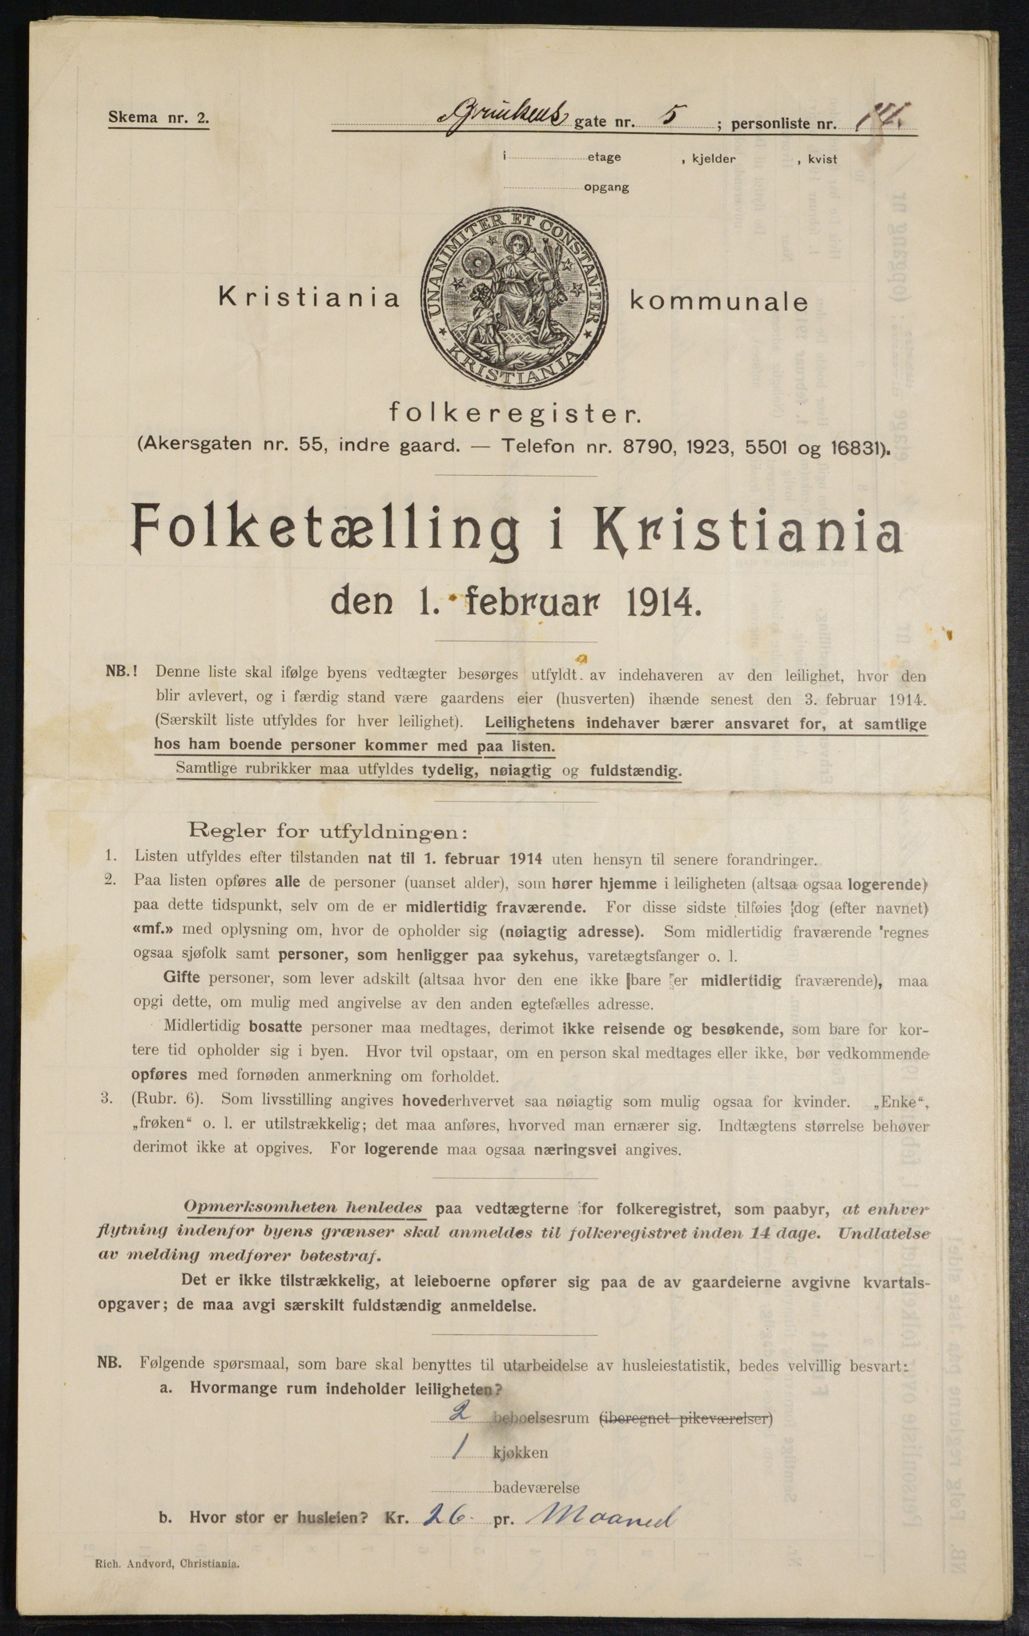 Skema nr. 2.
gate nr. 5 ; personliste nr. 14.
i etage , kjelder , kvist
opgang
UNANIMITER ET CONSTANTER
KRISTIANIA
Kristiania kommunale
folkeregister.
(Akersgaten nr. 55, indre gaard. — Telefon nr. 8790, 1923, 5501 og 16831).
Folketælling i Kristiania
den 1. februar 1914.
NB.! Denne liste skal ifølge byens vedtægter besørges utfyldt av indehaveren av den leilighet, hvor den
blir avlevert, og i færdig stand være gaardens eier (husverten) ihænde senest den 3. februar 1914.
(Særskilt liste utfyldes for hver leilighet). Leilighetens indehaver bærer ansvaret for, at samtlige
hos ham boende personer kommer med paa listen.
Samtlige rubrikker maa utfyldes tydelig, nøiagtig og fuldstændig.
Regler for utfyldningen:
1. Listen utfyldes efter tilstanden nat til 1. februar 1914 uten hensyn til senere forandringer.
2. Paa listen opføres alle de personer (uanset alder), som hører hjemme i leiligheten (altsaa ogsaa logerende)
paa dette tidspunkt, selv om de er midlertidig fraværende. For disse sidste tilføies dog (efter navnet)
«mf.» med oplysning om, hvor de opholder sig (nøiagtig adresse). Som midlertidig fraværende regnes
ogsaa sjøfolk samt personer, som henligger paa sykehus, varetægtsfanger o. l.
Gifte personer, som lever adskilt (altsaa hvor den ene ikke bare er midlertidig fraværende), maa
opgi dette, om mulig med angivelse av den anden egtefælles adresse.
Midlertidig bosatte personer maa medtages, derimot ikke reisende og besøkende, som bare for kor-
tere tid opholder sig i byen. Hvor tvil opstaar, om en person skal medtages eller ikke, bør vedkommende
opføres med fornøden anmerkning om forholdet.
3. (Rubr. 6). Som livsstilling angives hovederhvervet saa nøiagtig som mulig ogsaa for kvinder. „Enke“,
„frøken“ o. l. er utilstrækkelig; det maa anføres, hvorved man ernærer sig. Indtægtens størrelse behøver
derimot ikke at opgives. For logerende maa ogsaa næringsvei angives.
Opmerksomheten henledes paa vedtægterne for folkeregistret, som paabyr, at enhver
flytning indenfor byens grænser skal anmeldes til folkeregistret inden 14 dage. Undlatelse
av melding medfører bøtestraf.
Det er ikke tilstrækkelig, at leieboerne opfører sig paa de av gaardeierne avgivne kvartals-
opgaver; de maa avgi særskilt fuldstændig anmeldelse.
NB. Følgende spørsmaal, som bare skal benyttes til utarbeidelse av husleiestatistik, bedes velvillig besvart:
a. Hvormange rum indeholder leiligheten?
2 beboelsesrum (iberegnet pikeværelser)
1 kjøkken
badeværelse
b. Hvor stor er husleien? Kr. 26 pr. Maaned
Rich. Andvord, Christiania.